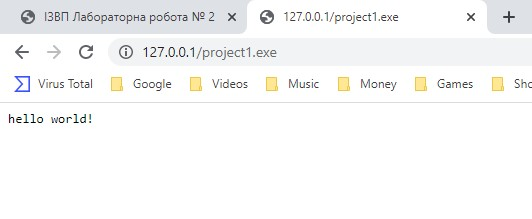 ІЗВП Лабораторна робота № 2
127.0.0.1/project1.exe
127.0.0.1/project1.exe
Virus Total Google Videos Music Money Games Sho
hello world!